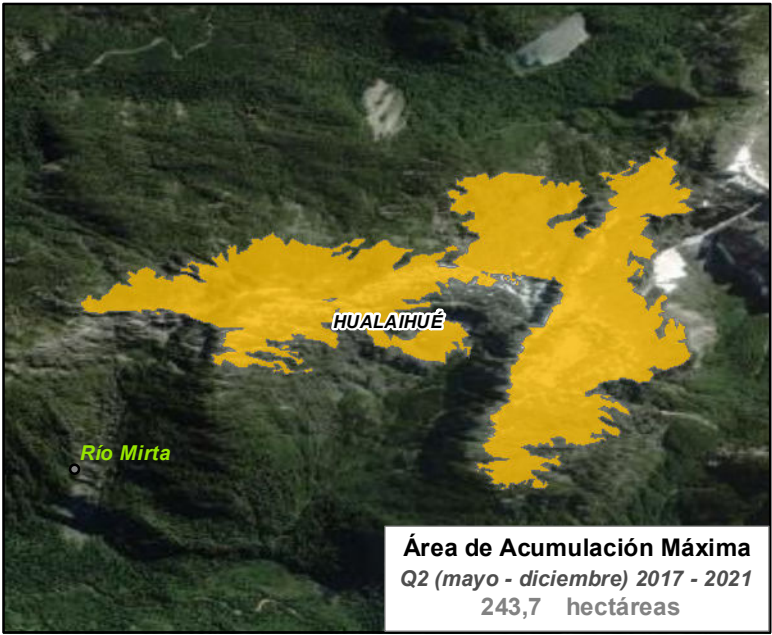 HUALAIHUÉ
Río Mirta
Área de Acumulación Máxima
Q2 (mayo - diciembre) 2017 - 2021
243,7 hectáreas